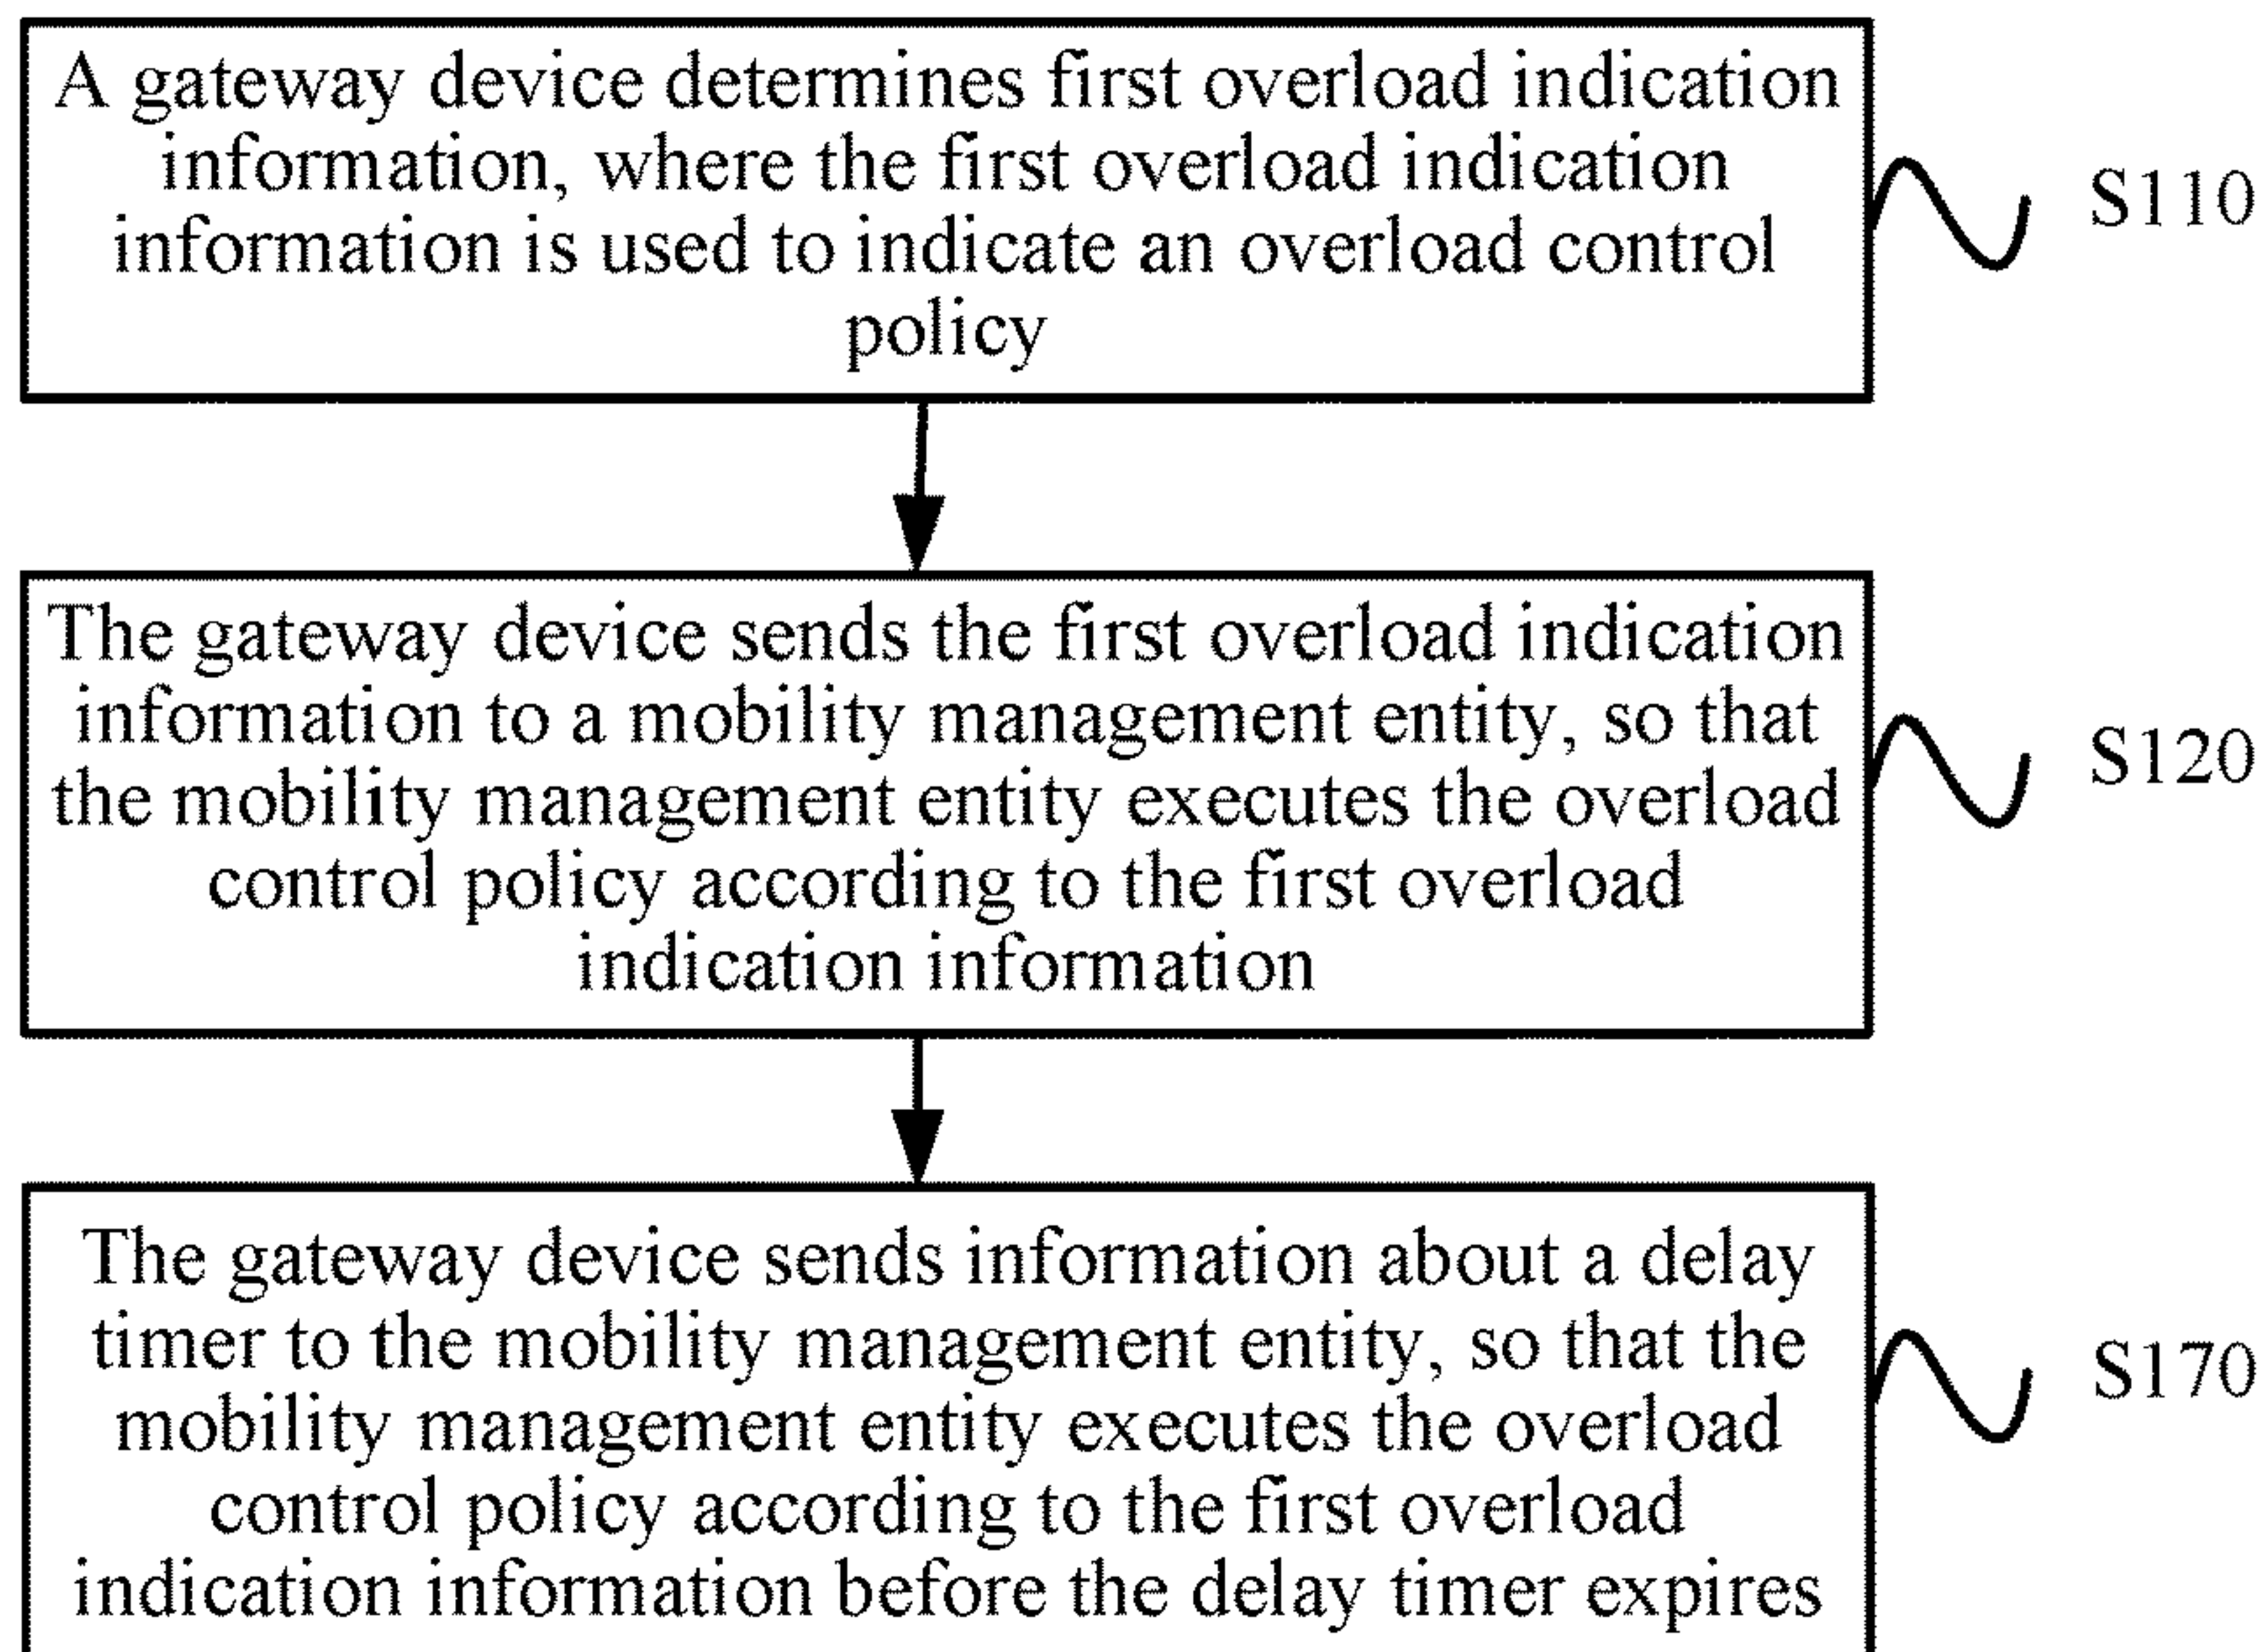 A gateway device determines first overload indication
information, where the first overload indication
information is used to indicate an overload control
policy
S110
The gateway device sends the first overload indication
information to a mobility management entity, so that
the mobility management entity executes the overload
control policy according to the first overload
indication information
S120
The gateway device sends information about a delay
timer to the mobility management entity, so that the
mobility management entity executes the overload
control policy according to the first overload
indication information before the delay timer expires
S170